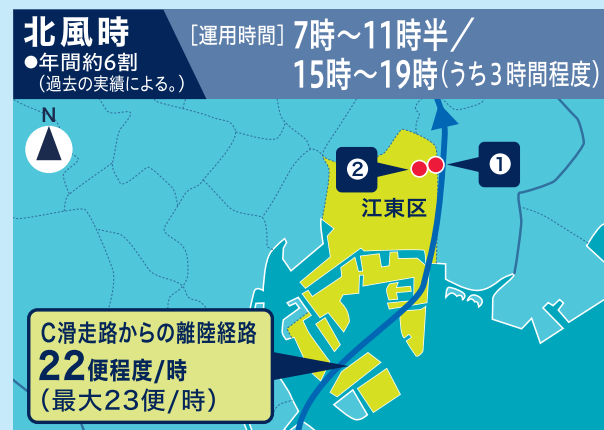 北風時
●年間約6割
(過去の実績による。)
[運用時間] 7時～11時半／
15時～19時(うち3時間程度)
N
❷
❶
江東区
C滑走路からの離陸経路
22便程度/時
(最大23便/時)